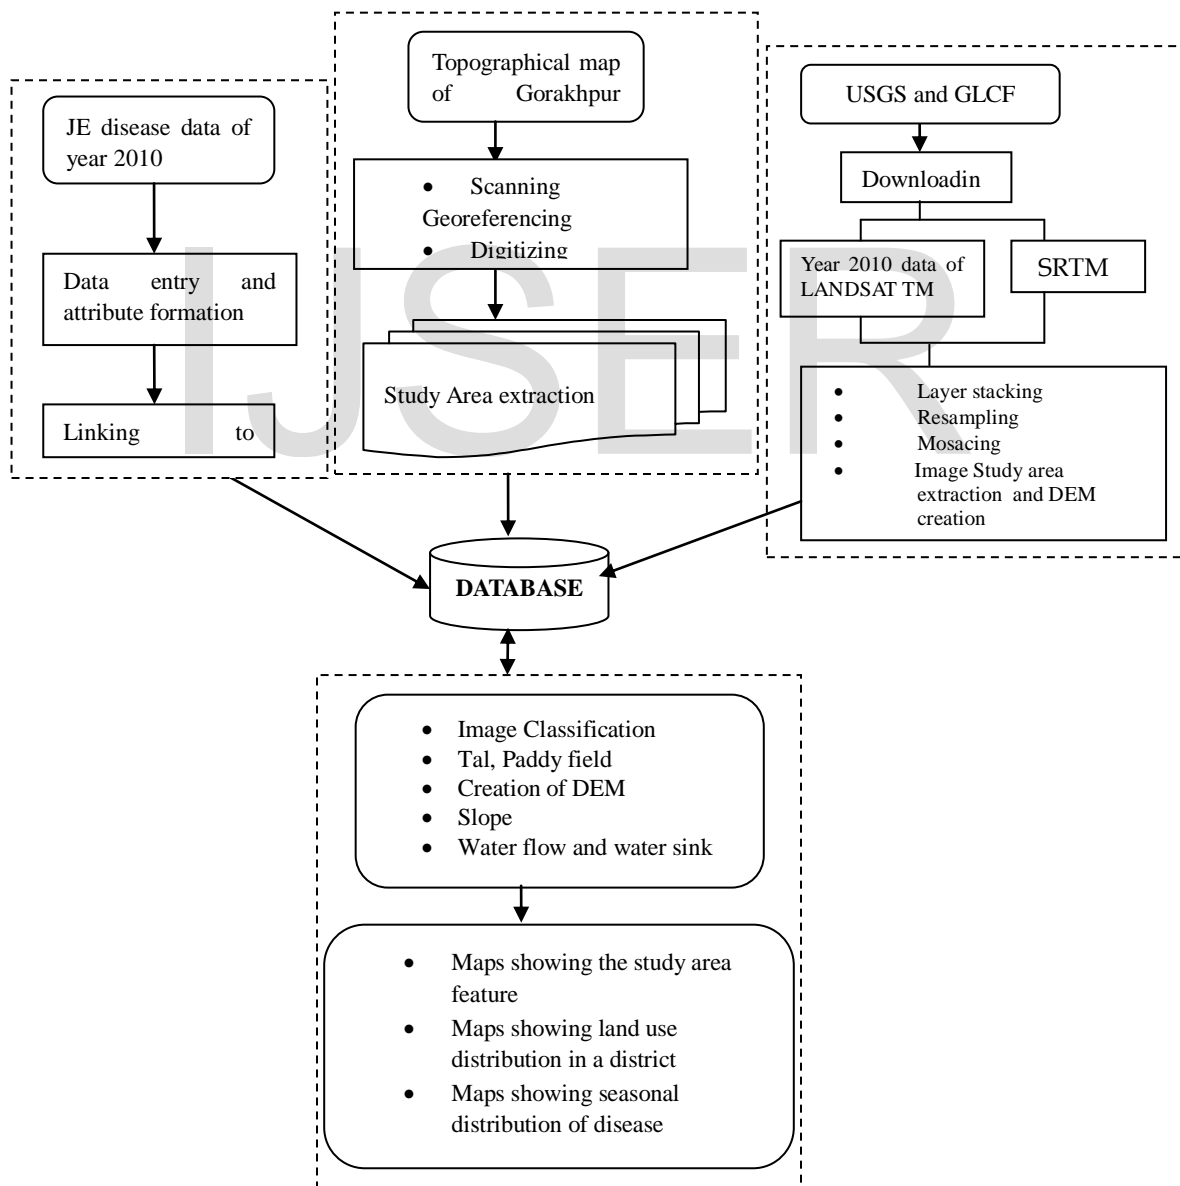 JE disease data of
year 2010
Data entry and
attribute formation
Linking to
Topographical map
of Gorakhpur
• Scanning
Georeferencing
• Digitizing
Study Area extraction
USGS and GLCF
Downloadin
Year 2010 data of
LANDSAT TM
SRTM
• Layer stacking
• Resampling
• Mosacing
• Image Study area
extraction and DEM
creation
IJSER
DATABASE
• Image Classification
• Tal, Paddy field
• Creation of DEM
• Slope
• Water flow and water sink
• Maps showing the study area
feature
• Maps showing land use
distribution in a district
• Maps showing seasonal
distribution of disease